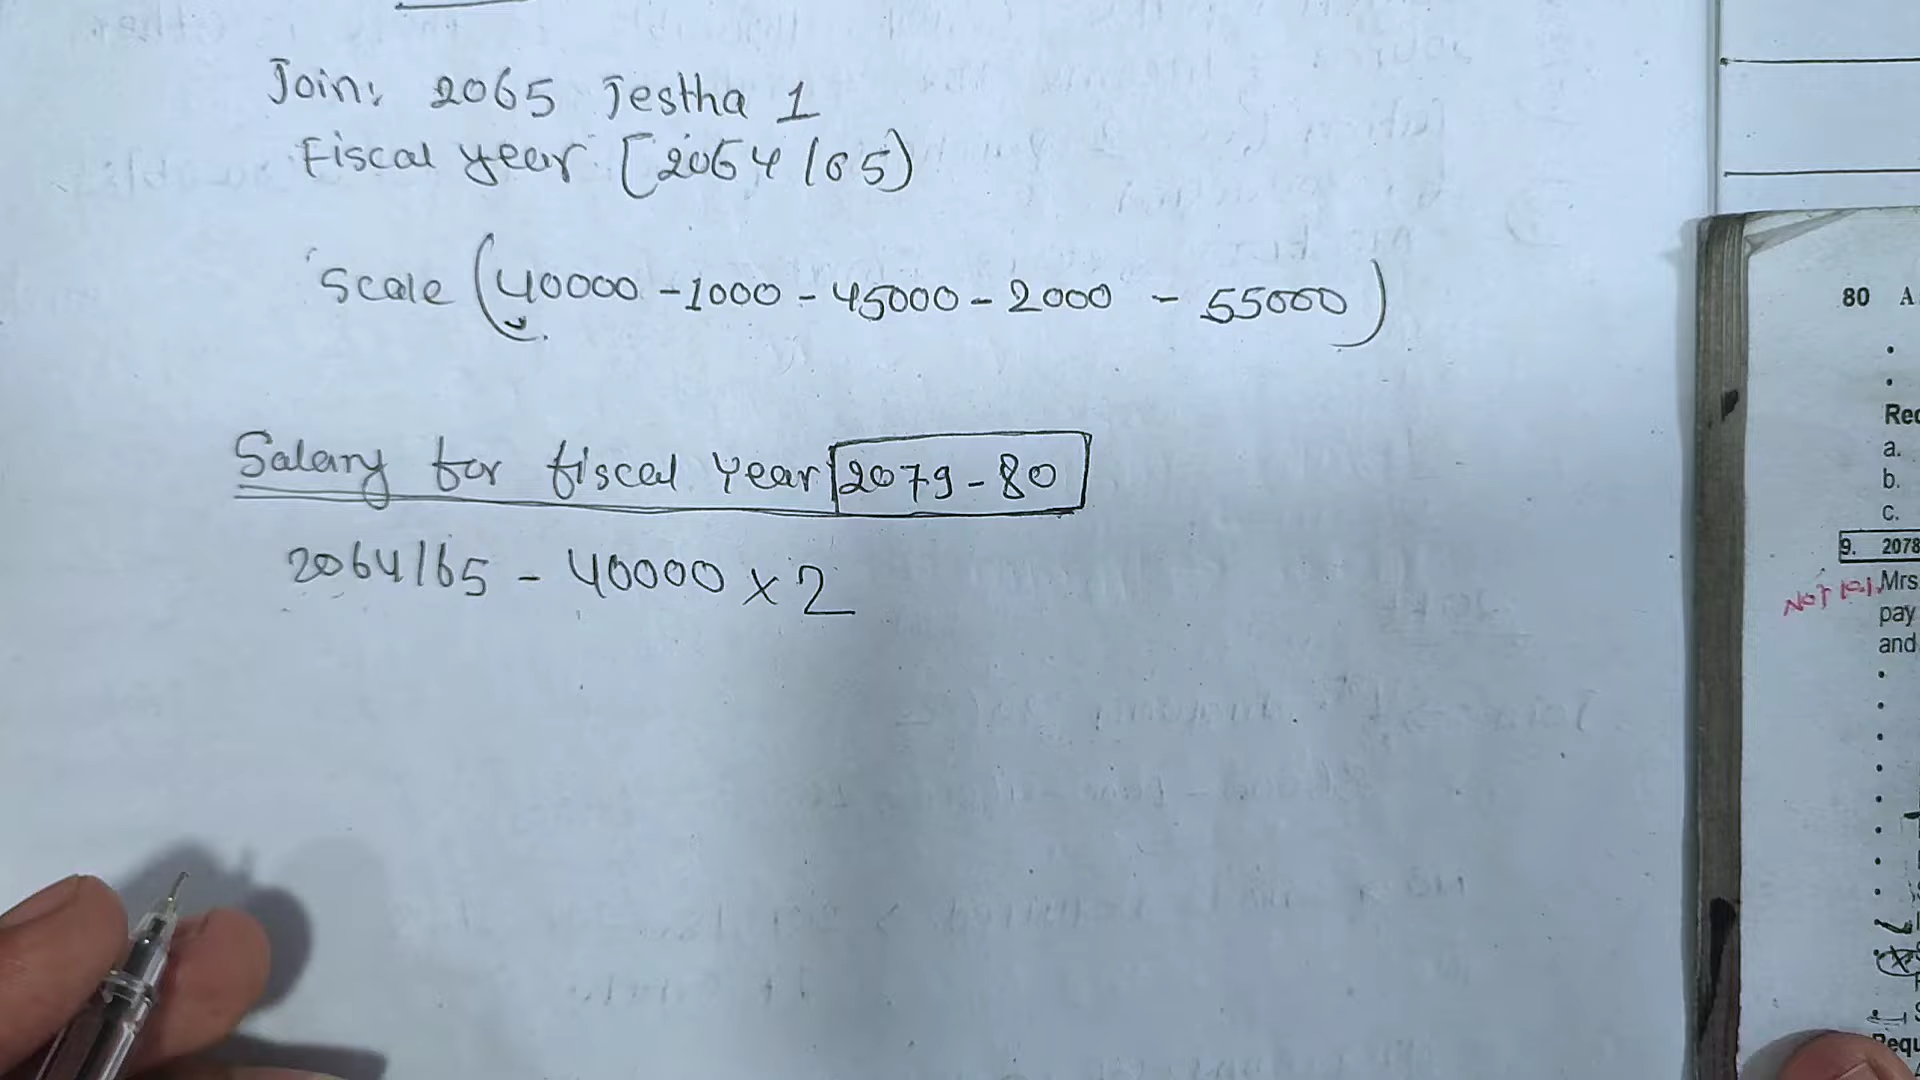 Join: 2065 Jestha 1
Fiscal year [2064/65)
Scale (40000 - 1000 - 45000 - 2000 - 55000)
Salary for fiscal year 2079-80
2064/65 - 40000 x 2
80 A
a.
b.
c.
9. 2078
Mrs
pay
and